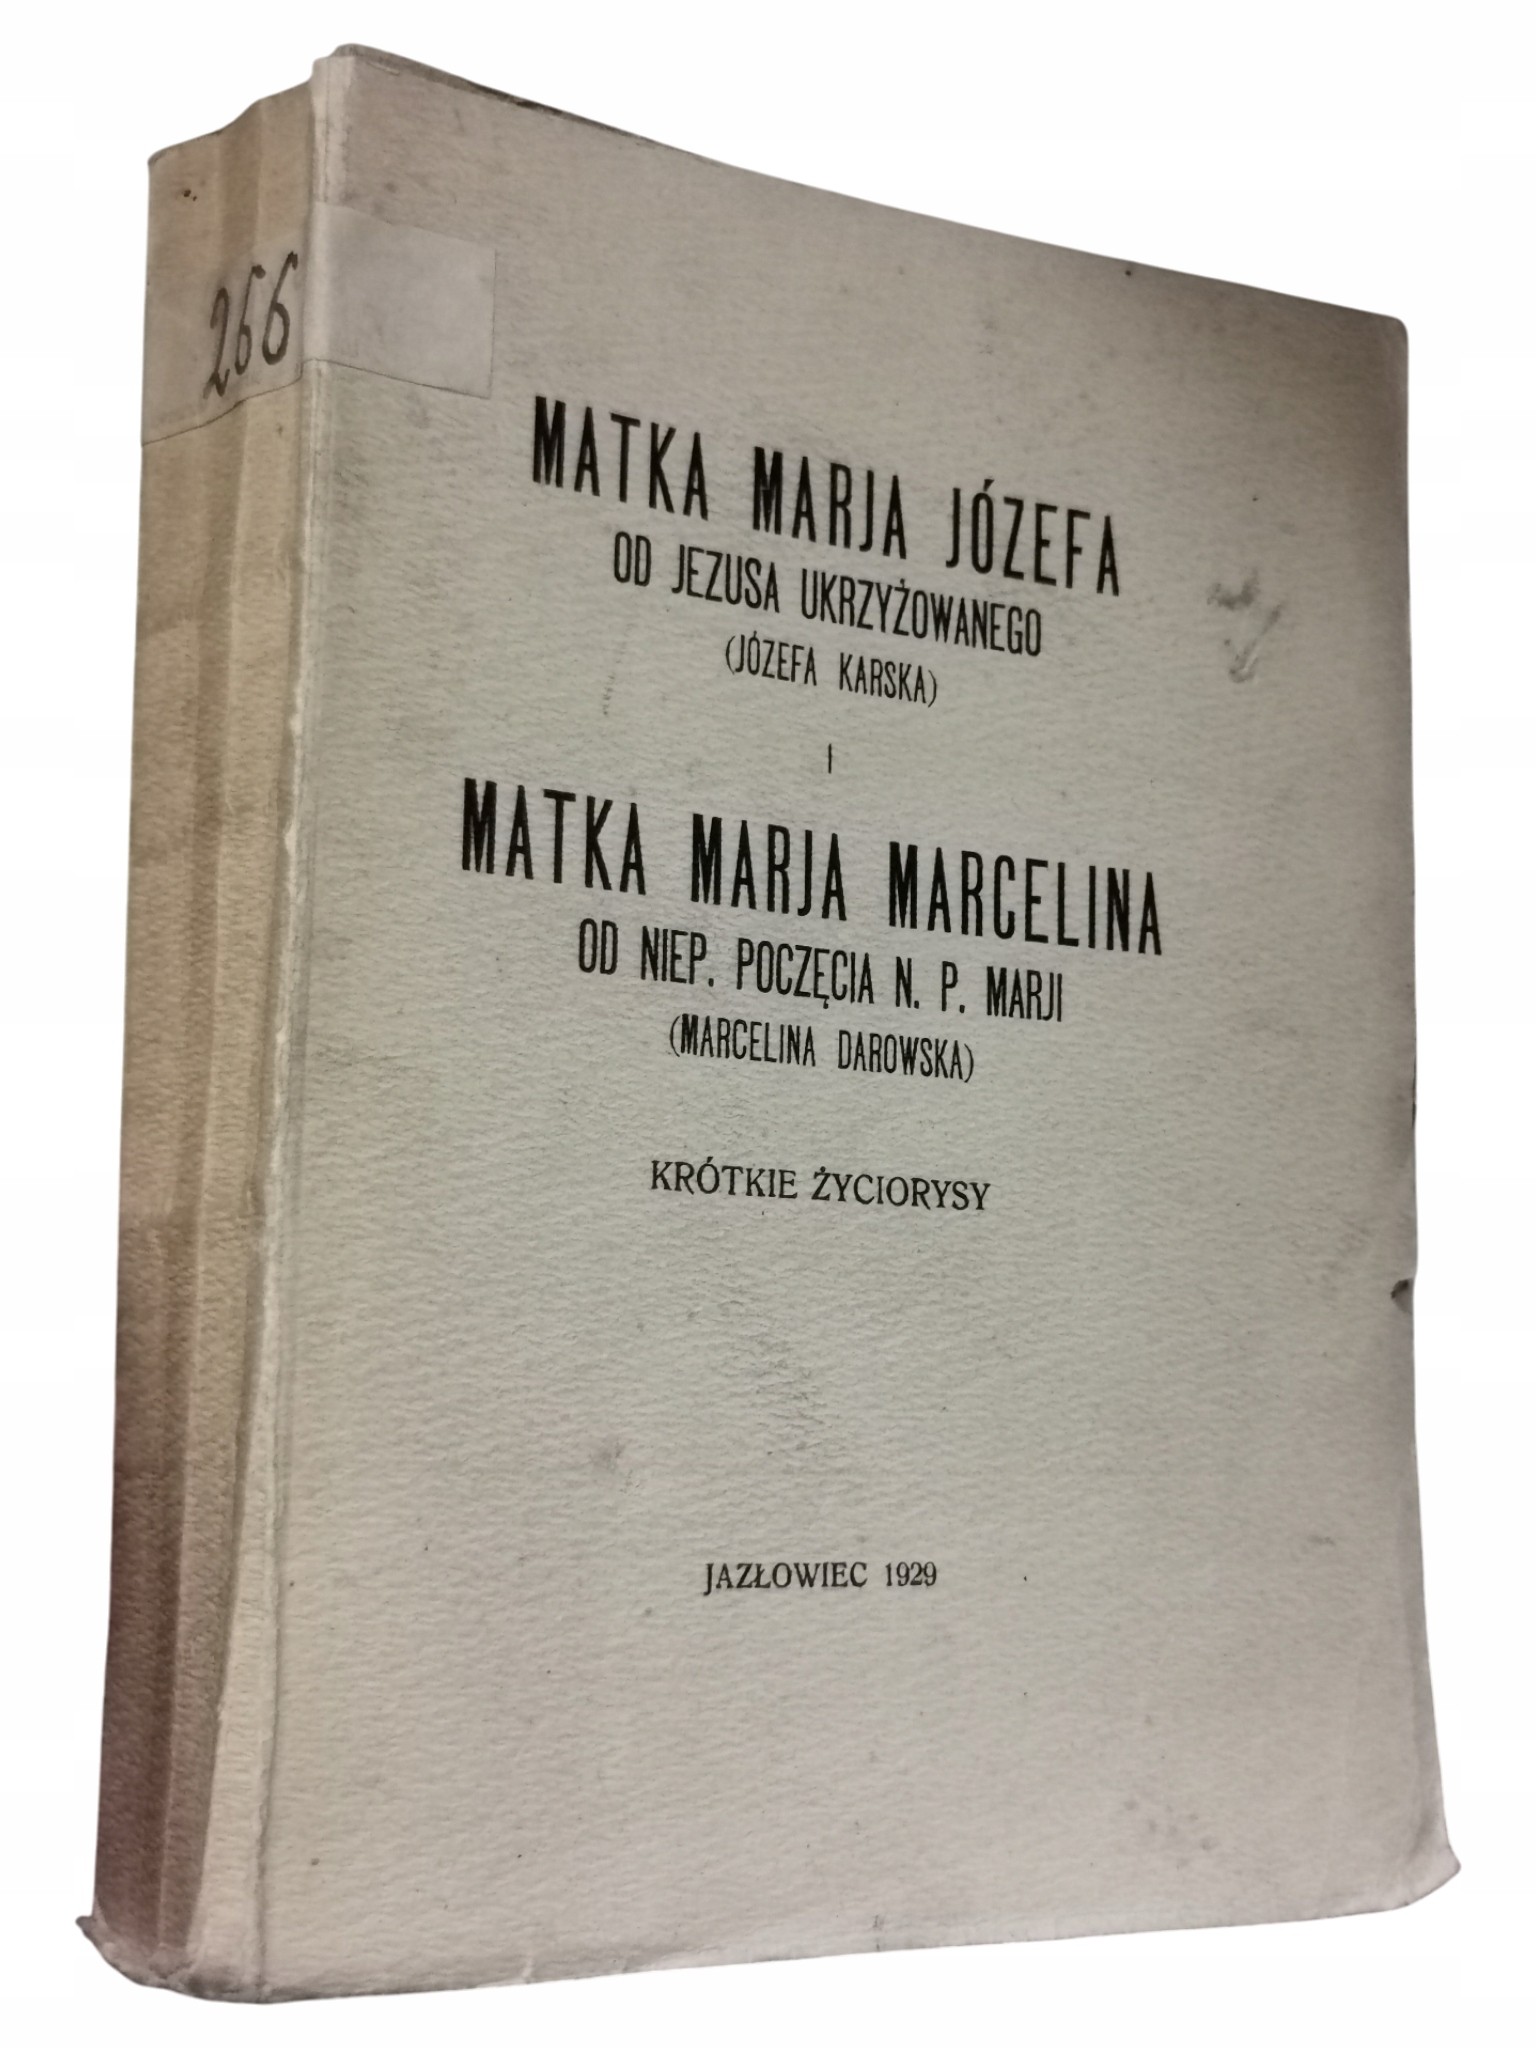 266
MATKA MARJA JÓZEFA
OD JEZUSA UKRZYŻOWANEGO
(JÓZEFA KARSKA)
I
MATKA MARJA MARCELINA
OD NIEP. POCZĘCIA N. P. MARJI
(MARCELINA DAROWSKA)
KRÓTKIE ŻYCIORYSY
JAZŁOWIEC 1929